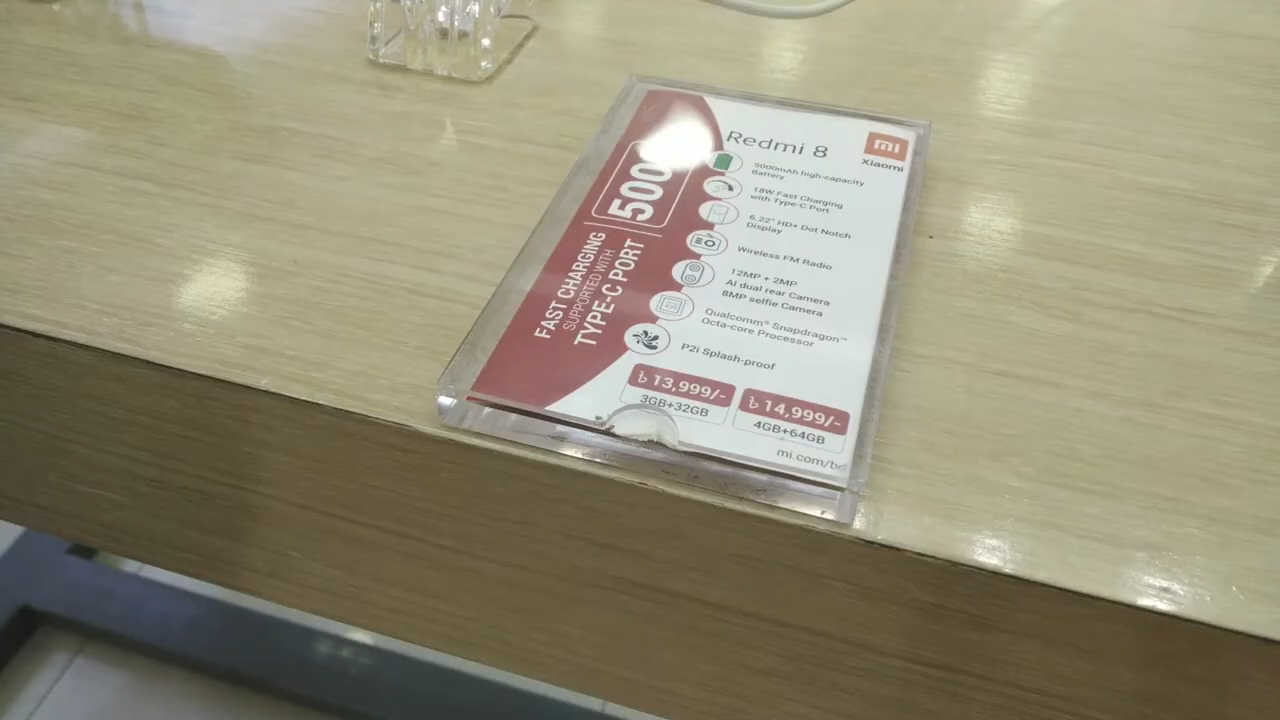 Redmi 8
mi
Xiaomi
5000mAh high-capacity
Battery
18W Fast Charging
with Type-C Port
6.22" HD+ Dot Notch
Display
Wireless FM Radio
12MP + 2MP
AI dual rear Camera
8MP selfie Camera
Qualcomm® Snapdragon™
Octa-core Processor
P2i Splash-proof
৳ 13,999/-
3GB+32GB
৳ 14,999/-
4GB+64GB
mi.com/bd
500
FAST CHARGING
SUPPORTED WITH
TYPE-C PORT